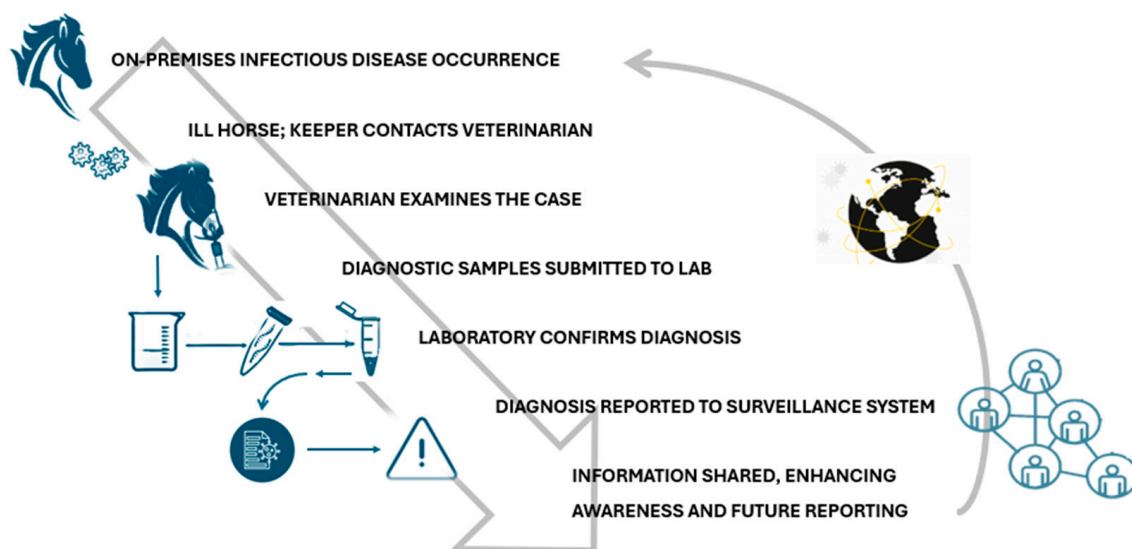 ON-PREMISES INFECTIOUS DISEASE OCCURRENCE
ILL HORSE; KEEPER CONTACTS VETERINARIAN
VETERINARIAN EXAMINES THE CASE
DIAGNOSTIC SAMPLES SUBMITTED TO LAB
LABORATORY CONFIRMS DIAGNOSIS
DIAGNOSIS REPORTED TO SURVEILLANCE SYSTEM
INFORMATION SHARED, ENHANCING
AWARENESS AND FUTURE REPORTING